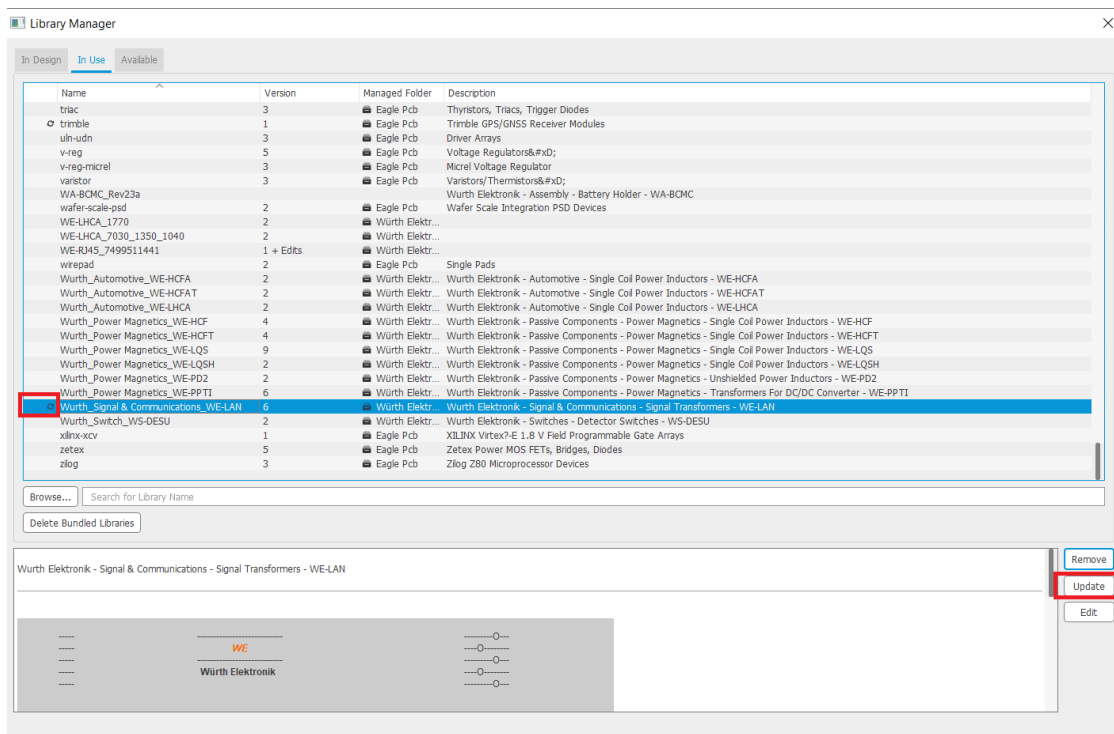 Library Manager
In Design In Use Available
Name Version Managed Folder Description
triac 3 Eagle Pcb Thyristors, Triacs, Trigger Diodes
trimble 1 Eagle Pcb Trimble GPS/GNSS Receiver Modules
uln-udn 3 Eagle Pcb Driver Arrays
v-reg 5 Eagle Pcb Voltage Regulators&#xD;
v-reg-micrel 3 Eagle Pcb Micrel Voltage Regulator
varistor 3 Eagle Pcb Varistors/Thermistors&#xD;
WA-BCMC_Rev23a Wurth Elektronik - Assembly - Battery Holder - WA-BCMC
wafer-scale-psd 2 Eagle Pcb Wafer Scale Integration PSD Devices
WE-LHCA_1770 2 Würth Elektr...
WE-LHCA_7030_1350_1040 2 Würth Elektr...
WE-RJ45_7499511441 1 + Edits Würth Elektr...
wirepad 2 Eagle Pcb Single Pads
Wurth_Automotive_WE-HCFA 2 Würth Elektr... Wurth Elektronik - Automotive - Single Coil Power Inductors - WE-HCFA
Wurth_Automotive_WE-HCFAT 2 Würth Elektr... Wurth Elektronik - Automotive - Single Coil Power Inductors - WE-HCFAT
Wurth_Automotive_WE-LHCA 2 Würth Elektr... Wurth Elektronik - Automotive - Single Coil Power Inductors - WE-LHCA
Wurth_Power Magnetics_WE-HCF 4 Würth Elektr... Wurth Elektronik - Passive Components - Power Magnetics - Single Coil Power Inductors - WE-HCF
Wurth_Power Magnetics_WE-HCFT 4 Würth Elektr... Wurth Elektronik - Passive Components - Power Magnetics - Single Coil Power Inductors - WE-HCFT
Wurth_Power Magnetics_WE-LQS 9 Würth Elektr... Wurth Elektronik - Passive Components - Power Magnetics - Single Coil Power Inductors - WE-LQS
Wurth_Power Magnetics_WE-LQSH 2 Würth Elektr... Wurth Elektronik - Passive Components - Power Magnetics - Single Coil Power Inductors - WE-LQSH
Wurth_Power Magnetics_WE-PD2 2 Würth Elektr... Wurth Elektronik - Passive Components - Power Magnetics - Unshielded Power Inductors - WE-PD2
Wurth_Power Magnetics_WE-PPTI 6 Würth Elektr... Wurth Elektronik - Passive Components - Power Magnetics - Transformers For DC/DC Converter - WE-PPTI
Wurth_Signal & Communications_WE-LAN 6 Würth Elektr... Wurth Elektronik - Signal & Communications - Signal Transformers - WE-LAN
Wurth_Switch_WS-DESU 2 Würth Elektr... Wurth Elektronik - Switches - Detector Switches - WS-DESU
xilinx-xcv 1 Eagle Pcb XILINX Virtex?-E 1.8 V Field Programmable Gate Arrays
zetex 5 Eagle Pcb Zetex Power MOS FETs, Bridges, Diodes
zilog 3 Eagle Pcb Zilog Z80 Microprocessor Devices
Browse... Search for Library Name
Delete Bundled Libraries
Wurth Elektronik - Signal & Communications - Signal Transformers - WE-LAN
Remove
Update
Edit
----- -------------------------- ---------O---
----- WE ----O--------
----- -------------------------- ---------O---
----- Würth Elektronik ----O--------
----- ---------O---